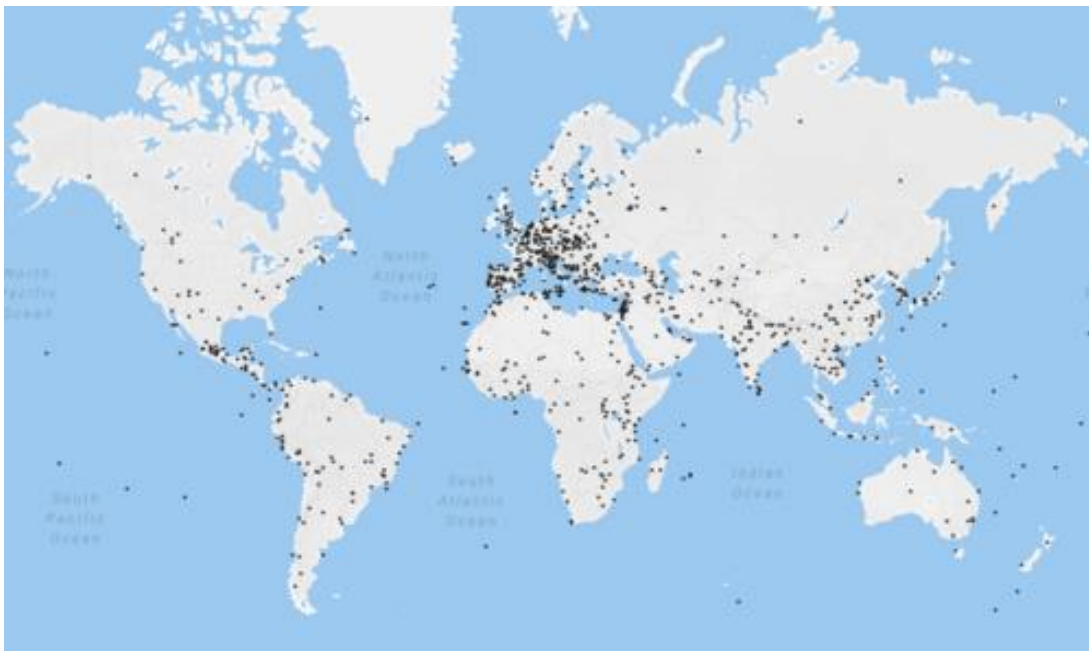 North
Pacific
Ocean
North
Atlantic
Ocean
South
Pacific
Ocean
South
Atlantic
Ocean
Indian
Ocean